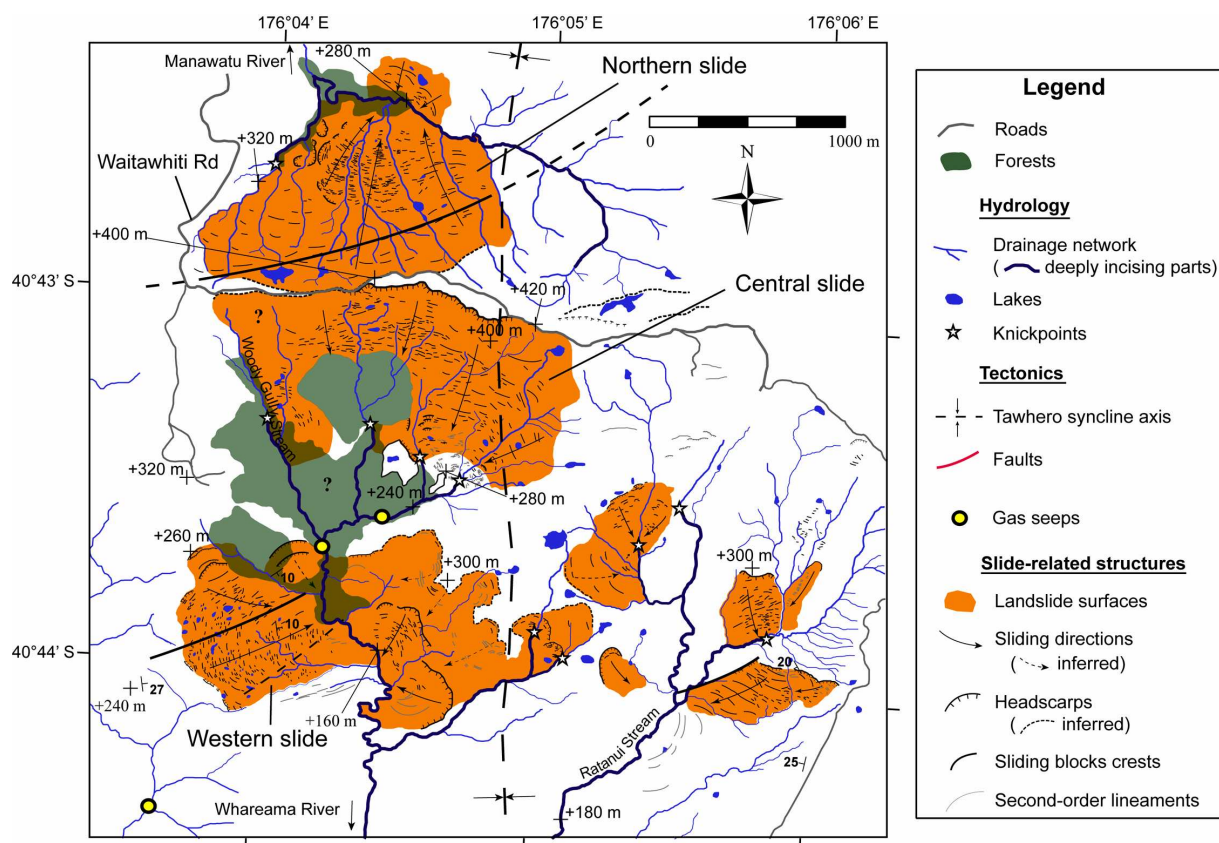 176°04' E
176°05' E
176°06' E
+280 m
Manawatu River
Northern slide
+320 m
0
1000 m
Waitawhiti Rd
N
+400 m
40°43' S
Central slide
+420 m
?
+400 m
Woody Gully Stream
+320 m
?
+240 m
+280 m
+260 m
+300 m
+300 m
10
10
40°44' S
20
27
+240 m
+160 m
Western slide
Ratanui Stream
25
Whareama River
+180 m
Legend
Roads
Forests
Hydrology
Drainage network
( deeply incising parts)
Lakes
Knickpoints
Tectonics
Tawhero syncline axis
Faults
Gas seeps
Slide-related structures
Landslide surfaces
Sliding directions
( inferred)
Headscarps
( inferred)
Sliding blocks crests
Second-order lineaments